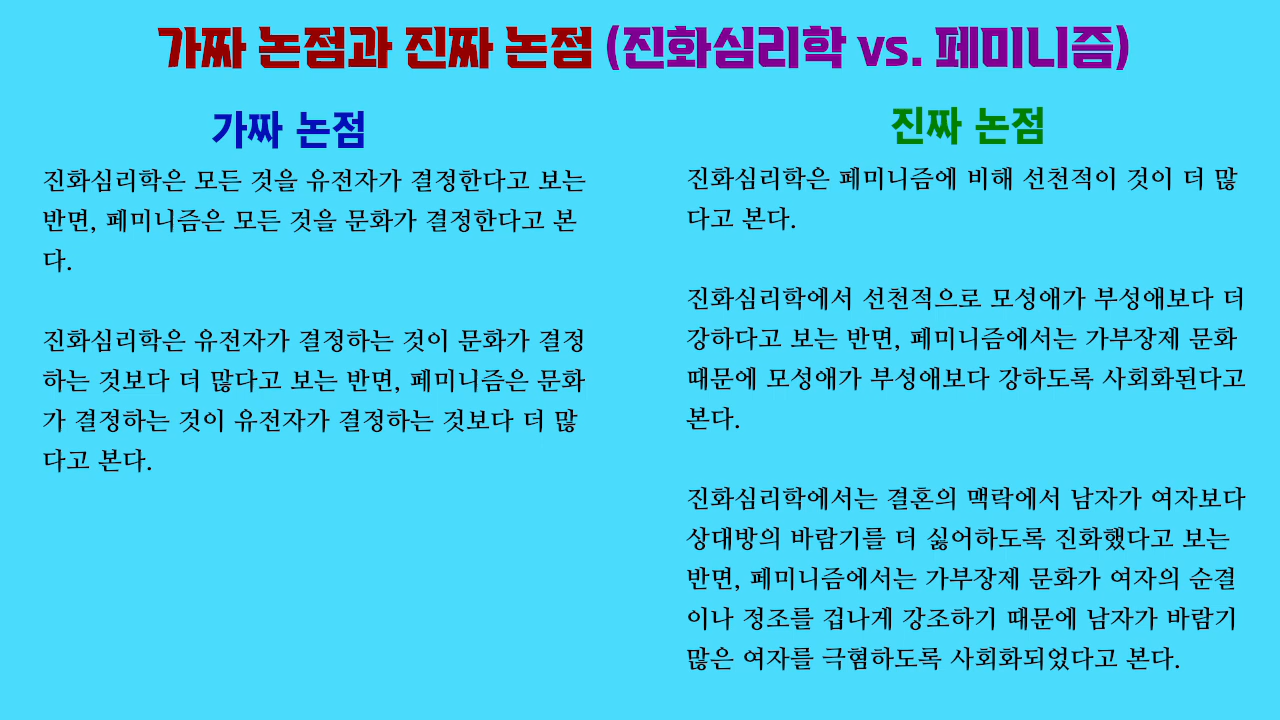 가짜 논점과 진짜 논점 (진화심리학 vs. 페미니즘)
가짜 논점
진화심리학은 모든 것을 유전자가 결정한다고 보는
반면, 페미니즘은 모든 것을 문화가 결정한다고 본
다.
진화심리학은 유전자가 결정하는 것이 문화가 결정
하는 것보다 더 많다고 보는 반면, 페미니즘은 문화
가 결정하는 것이 유전자가 결정하는 것보다 더 많
다고 본다.
진짜 논점
진화심리학은 페미니즘에 비해 선천적이 것이 더 많
다고 본다.
진화심리학에서 선천적으로 모성애가 부성애보다 더
강하다고 보는 반면, 페미니즘에서는 가부장제 문화
때문에 모성애가 부성애보다 강하도록 사회화된다고
본다.
진화심리학에서는 결혼의 맥락에서 남자가 여자보다
상대방의 바람기를 더 싫어하도록 진화했다고 보는
반면, 페미니즘에서는 가부장제 문화가 여자의 순결
이나 정조를 겁나게 강조하기 때문에 남자가 바람기
많은 여자를 극혐하도록 사회화되었다고 본다.